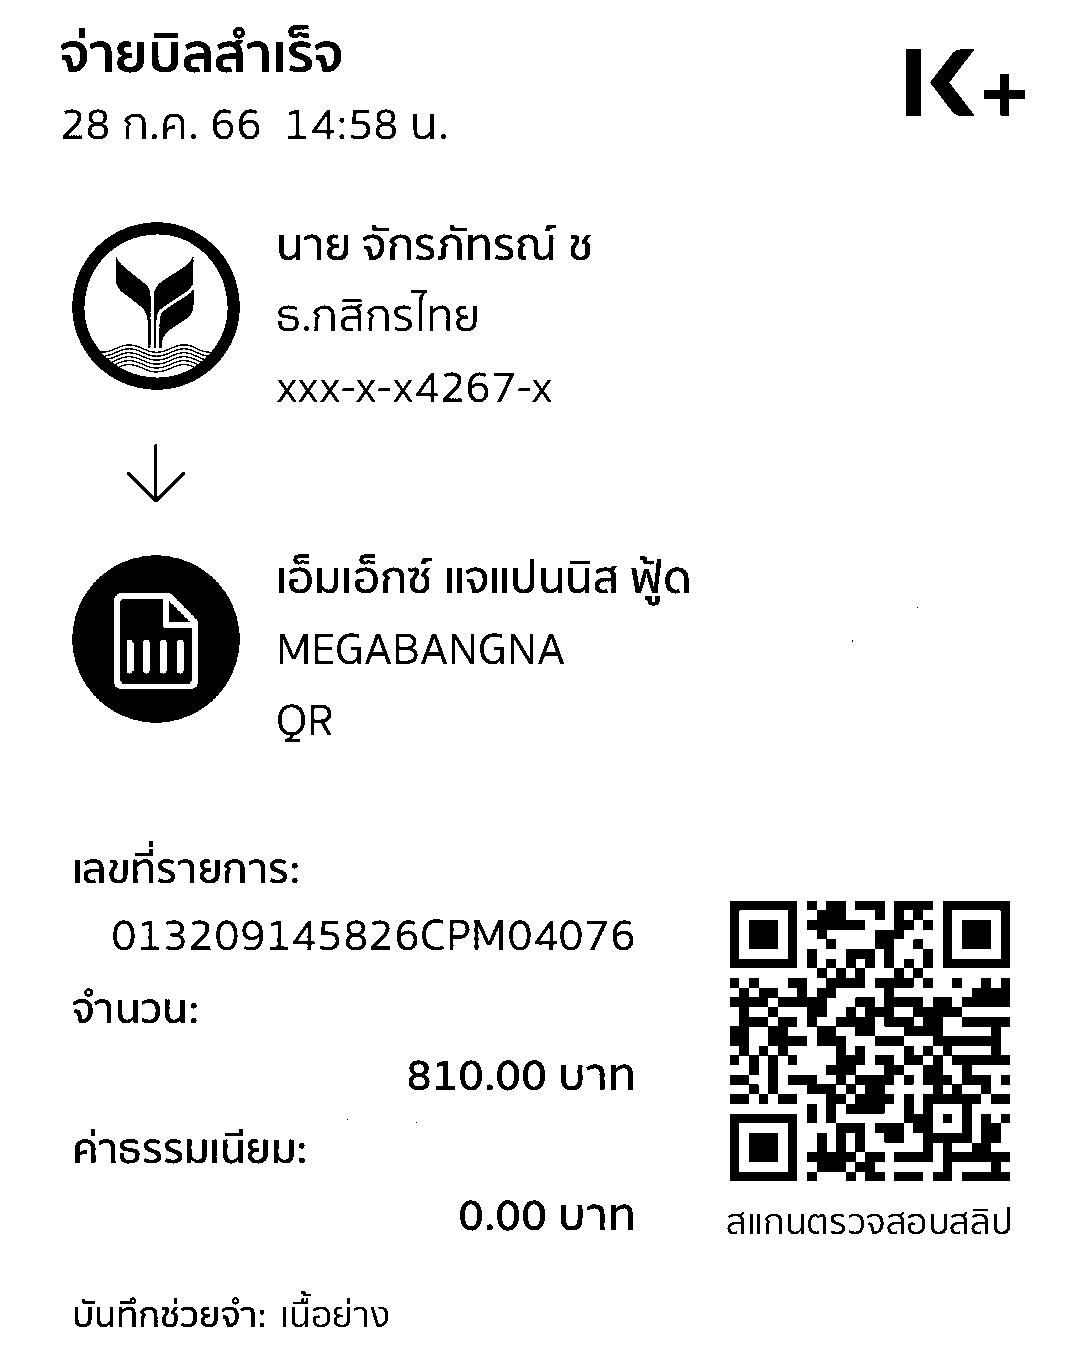 จ่ายบิลสำเร็จ
28 ก.ค. 66 14:58 น.
K+
นาย จักรภัทรณ์ ช
ธ.กสิกรไทย
xxx-x-x4267-x
เอ็มเอ็กซ์ แจแปนนิส ฟู้ด
MEGABANGNA
QR
เลขที่รายการ:
013209145826CPM04076
จำนวน:
810.00 บาท
ค่าธรรมเนียม:
0.00 บาท
สแกนตรวจสอบสลิป
บันทึกช่วยจำ: เนื้อย่าง